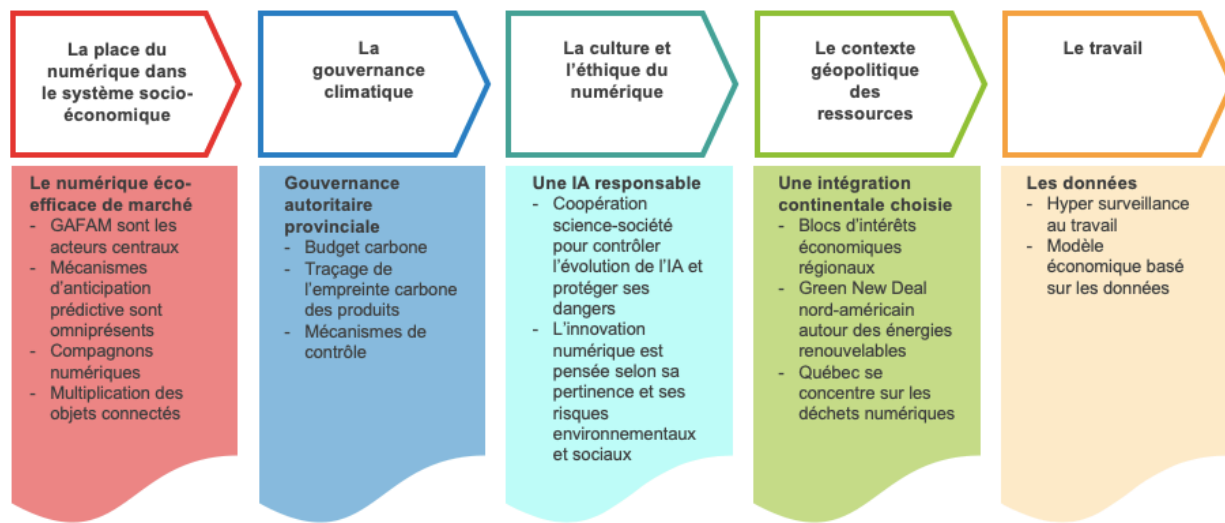 La place du
numérique dans
le système socio-
économique
La
gouvernance
climatique
La culture et
l'éthique du
numérique
Le contexte
géopolitique
des
ressources
Le travail
Le numérique éco-
efficace de marché
- GAFAM sont les
acteurs centraux
- Mécanismes
d'anticipation
prédictive sont
omniprésents
- Compagnons
numériques
- Multiplication des
objets connectés
Gouvernance
autoritaire
provinciale
- Budget carbone
- Traçage de
l'empreinte carbone
des produits
- Mécanismes de
contrôle
Une IA responsable
- Coopération
science-société
pour contrôler
l'évolution de l'IA et
protéger ses
dangers
- L'innovation
numérique est
pensée selon sa
pertinence et ses
risques
environnementaux
et sociaux
Une intégration
continentale choisie
- Blocs d'intérêts
économiques
régionaux
- Green New Deal
nord-américain
autour des énergies
renouvelables
- Québec se
concentre sur les
déchets numériques
Les données
- Hyper surveillance
au travail
- Modèle
économique basé
sur les données